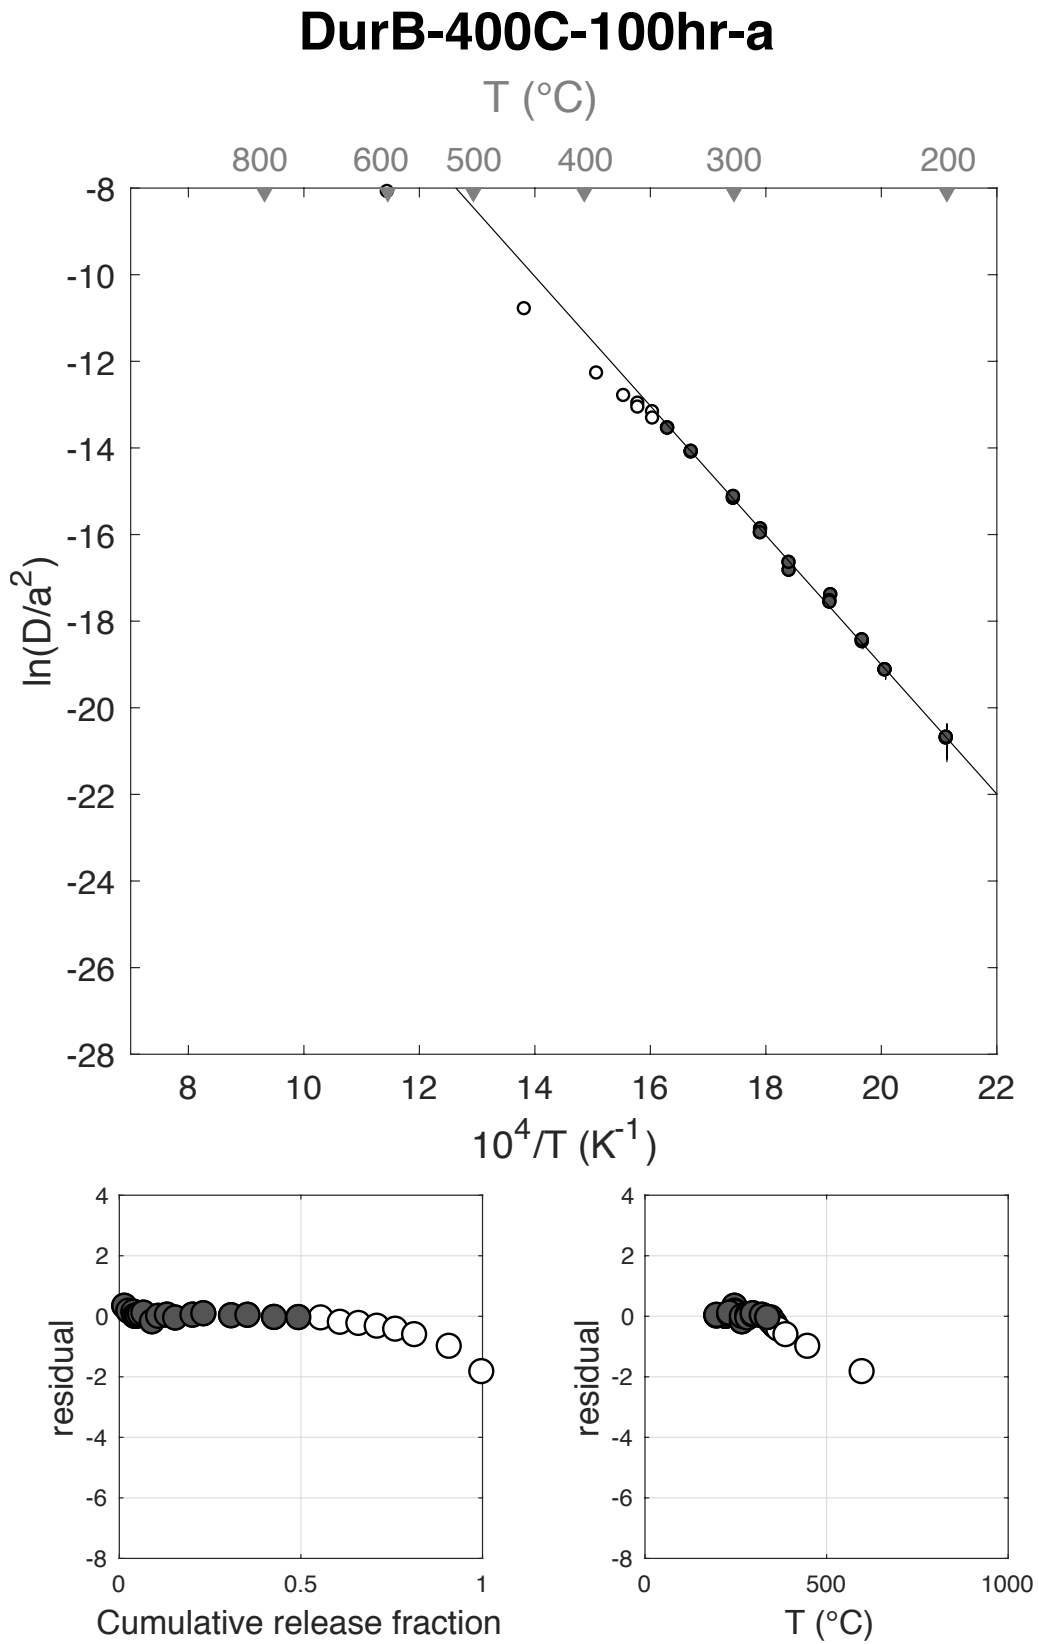 DurB-400C-100hr-a
T (°C)
800 600 500 400 300 200
-8
-10
-12
-14
-16
-18
-20
-22
-24
-26
-28
ln(D/a²)
8 10 12 14 16 18 20 22
10⁴/T (K⁻¹)
4
2
0
-2
-4
-6
-8
residual
0 0.5 1
Cumulative release fraction
4
2
0
-2
-4
-6
-8
residual
0 500 1000
T (°C)